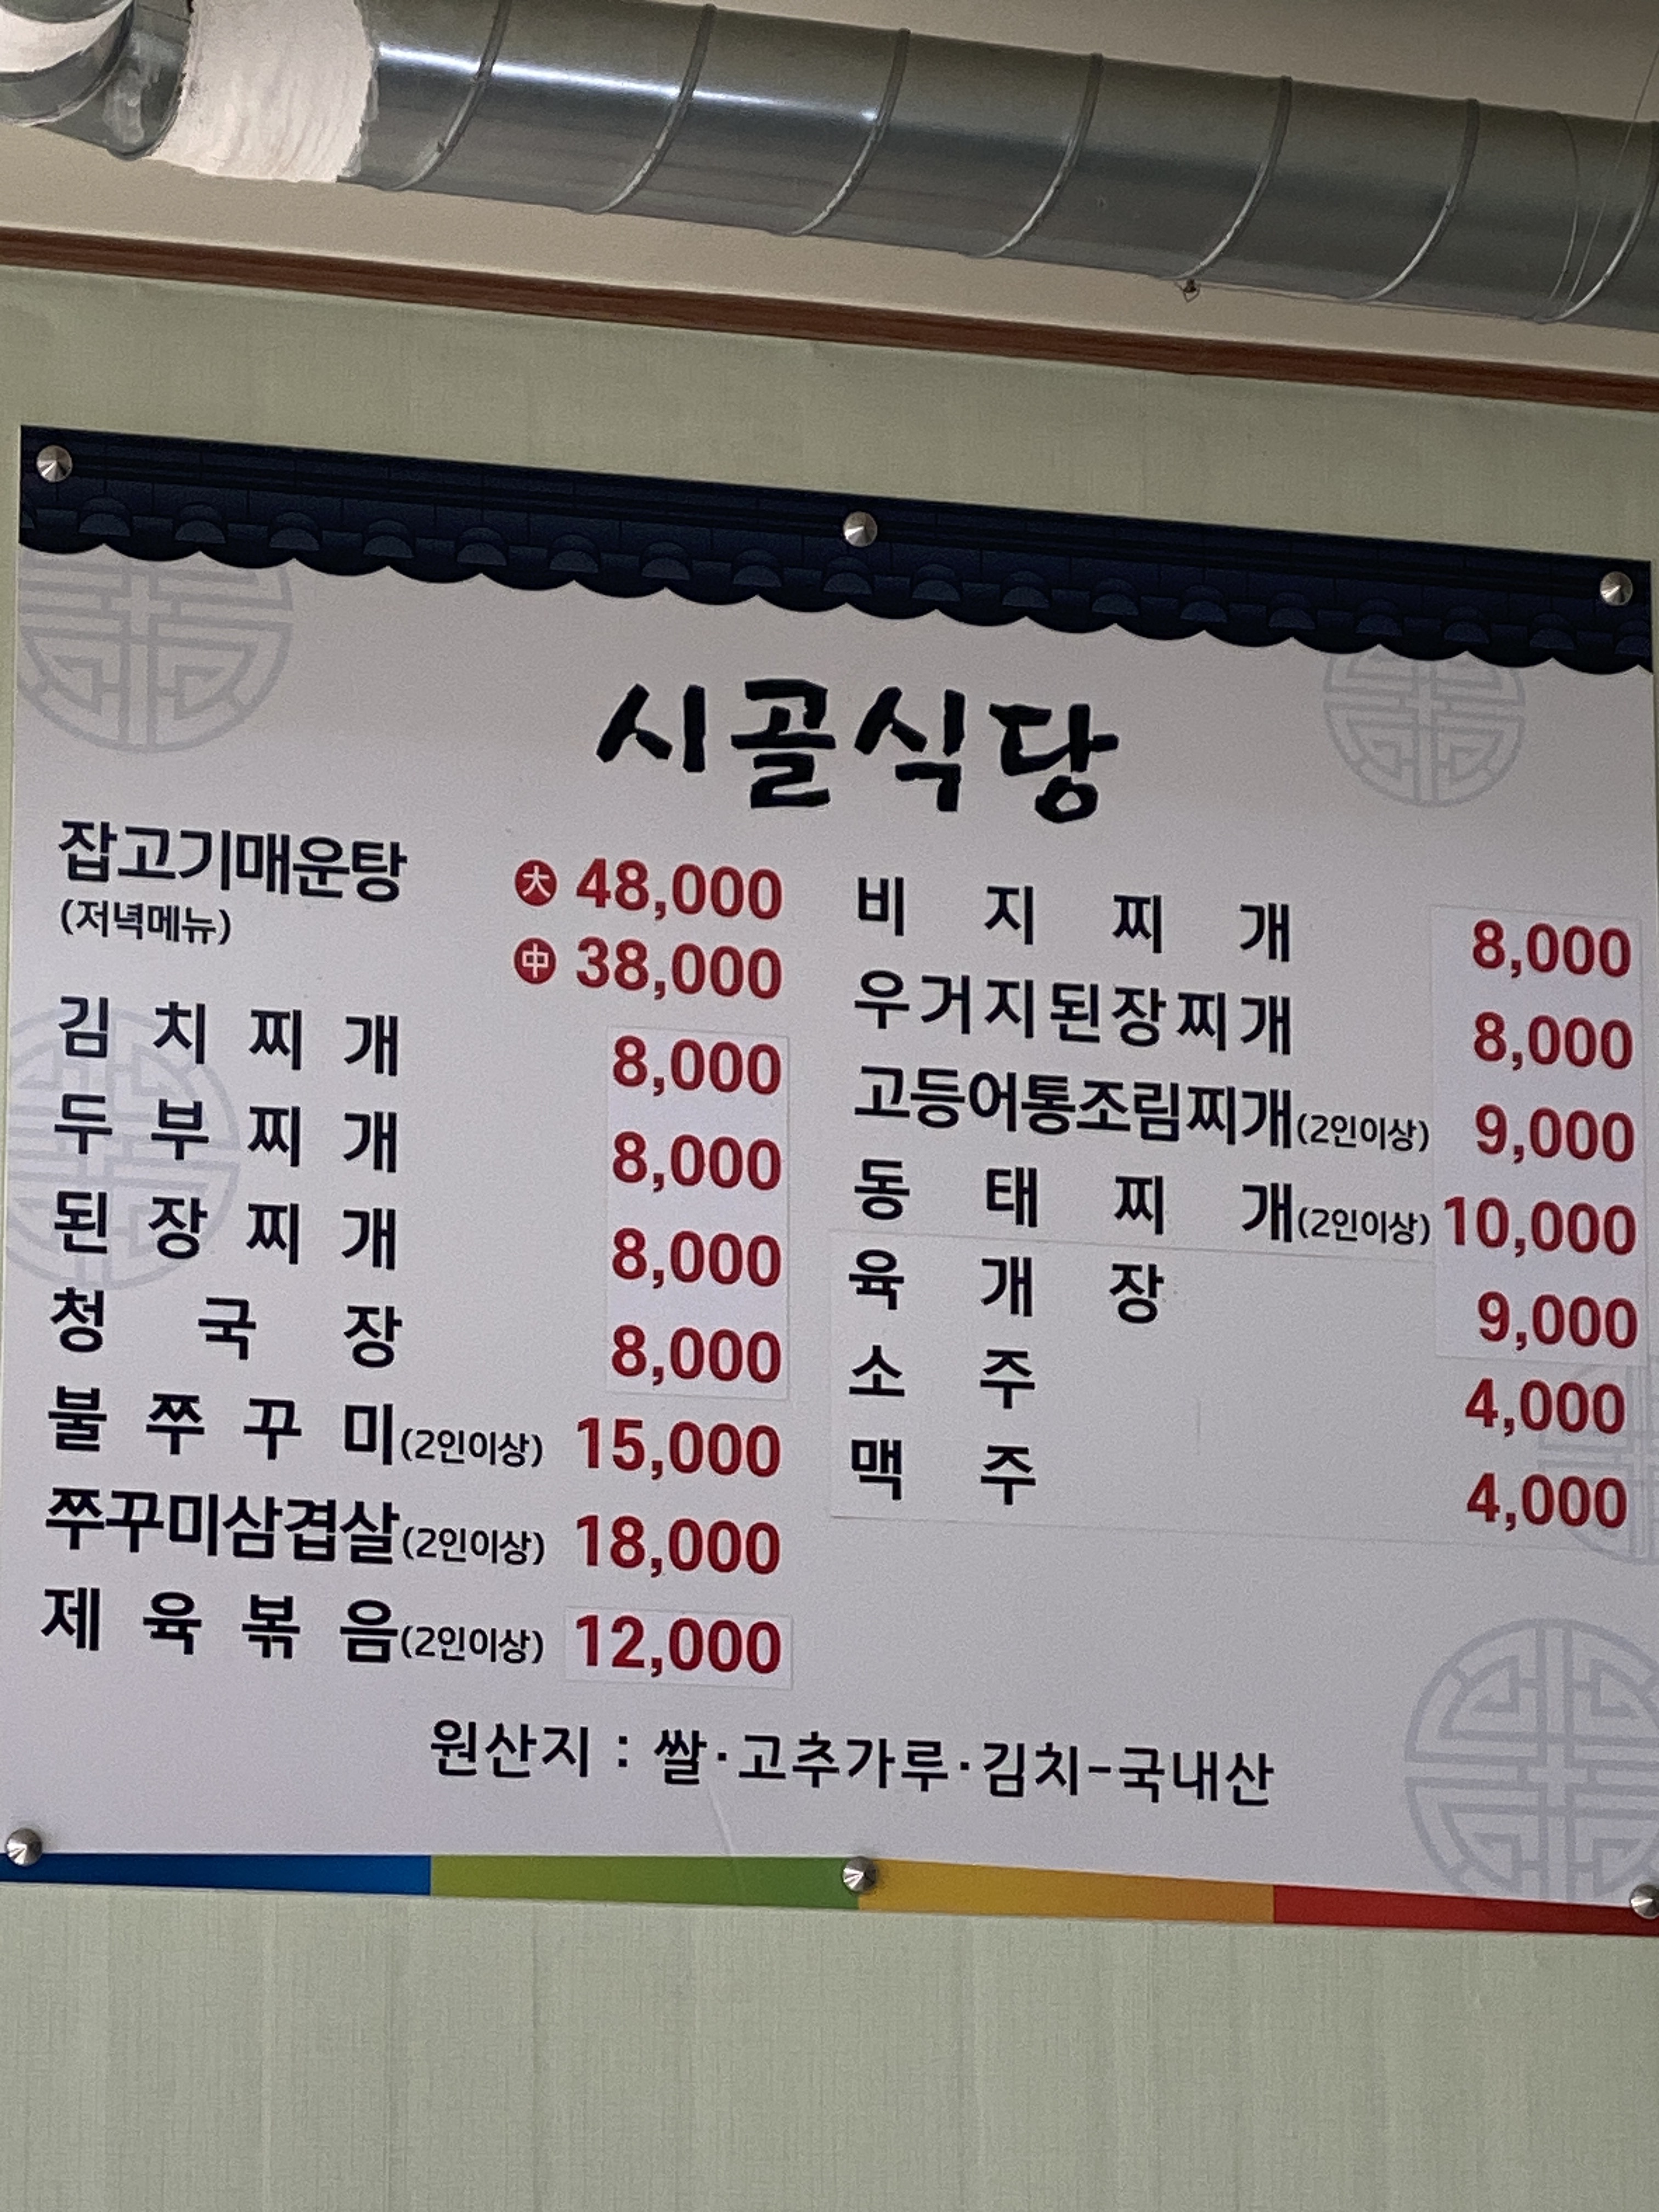 시골식당
잡고기매운탕 大 48,000
(저녁메뉴) 中 38,000
김치찌개 8,000
두부찌개 8,000
된장찌개 8,000
청국장 8,000
불쭈꾸미(2인이상) 15,000
쭈꾸미삼겹살(2인이상) 18,000
제육볶음(2인이상) 12,000
비지찌개 8,000
우거지된장찌개 8,000
고등어통조림찌개(2인이상) 9,000
동태찌개(2인이상) 10,000
육개장 9,000
소주 4,000
맥주 4,000
원산지 : 쌀·고추가루·김치-국내산